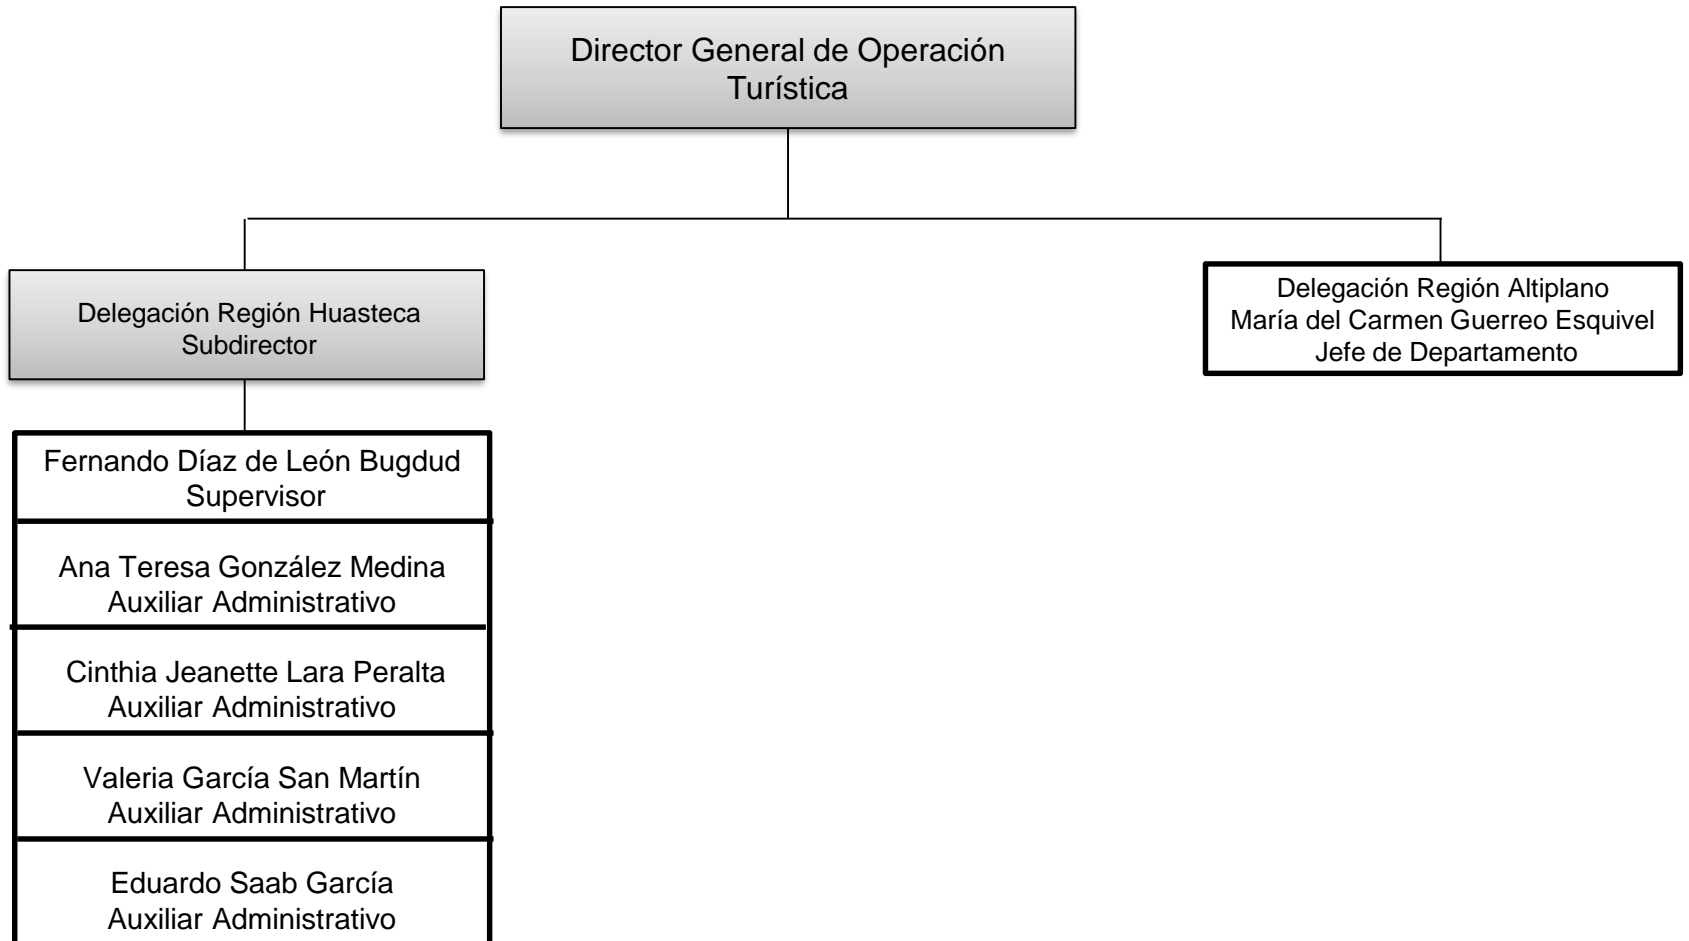 Director General de Operación
Turística
Delegación Región Huasteca
Subdirector
Delegación Región Altiplano
María del Carmen Guerreo Esquivel
Jefe de Departamento
Fernando Díaz de León Bugdud
Supervisor
Ana Teresa González Medina
Auxiliar Administrativo
Cinthia Jeanette Lara Peralta
Auxiliar Administrativo
Valeria García San Martín
Auxiliar Administrativo
Eduardo Saab García
Auxiliar Administrativo